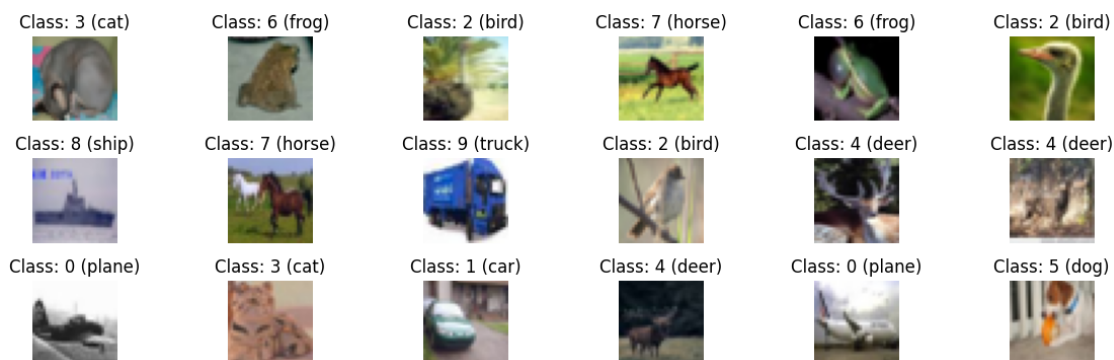 Class: 3 (cat) Class: 6 (frog) Class: 2 (bird) Class: 7 (horse) Class: 6 (frog) Class: 2 (bird)
Class: 8 (ship) Class: 7 (horse) Class: 9 (truck) Class: 2 (bird) Class: 4 (deer) Class: 4 (deer)
Class: 0 (plane) Class: 3 (cat) Class: 1 (car) Class: 4 (deer) Class: 0 (plane) Class: 5 (dog)